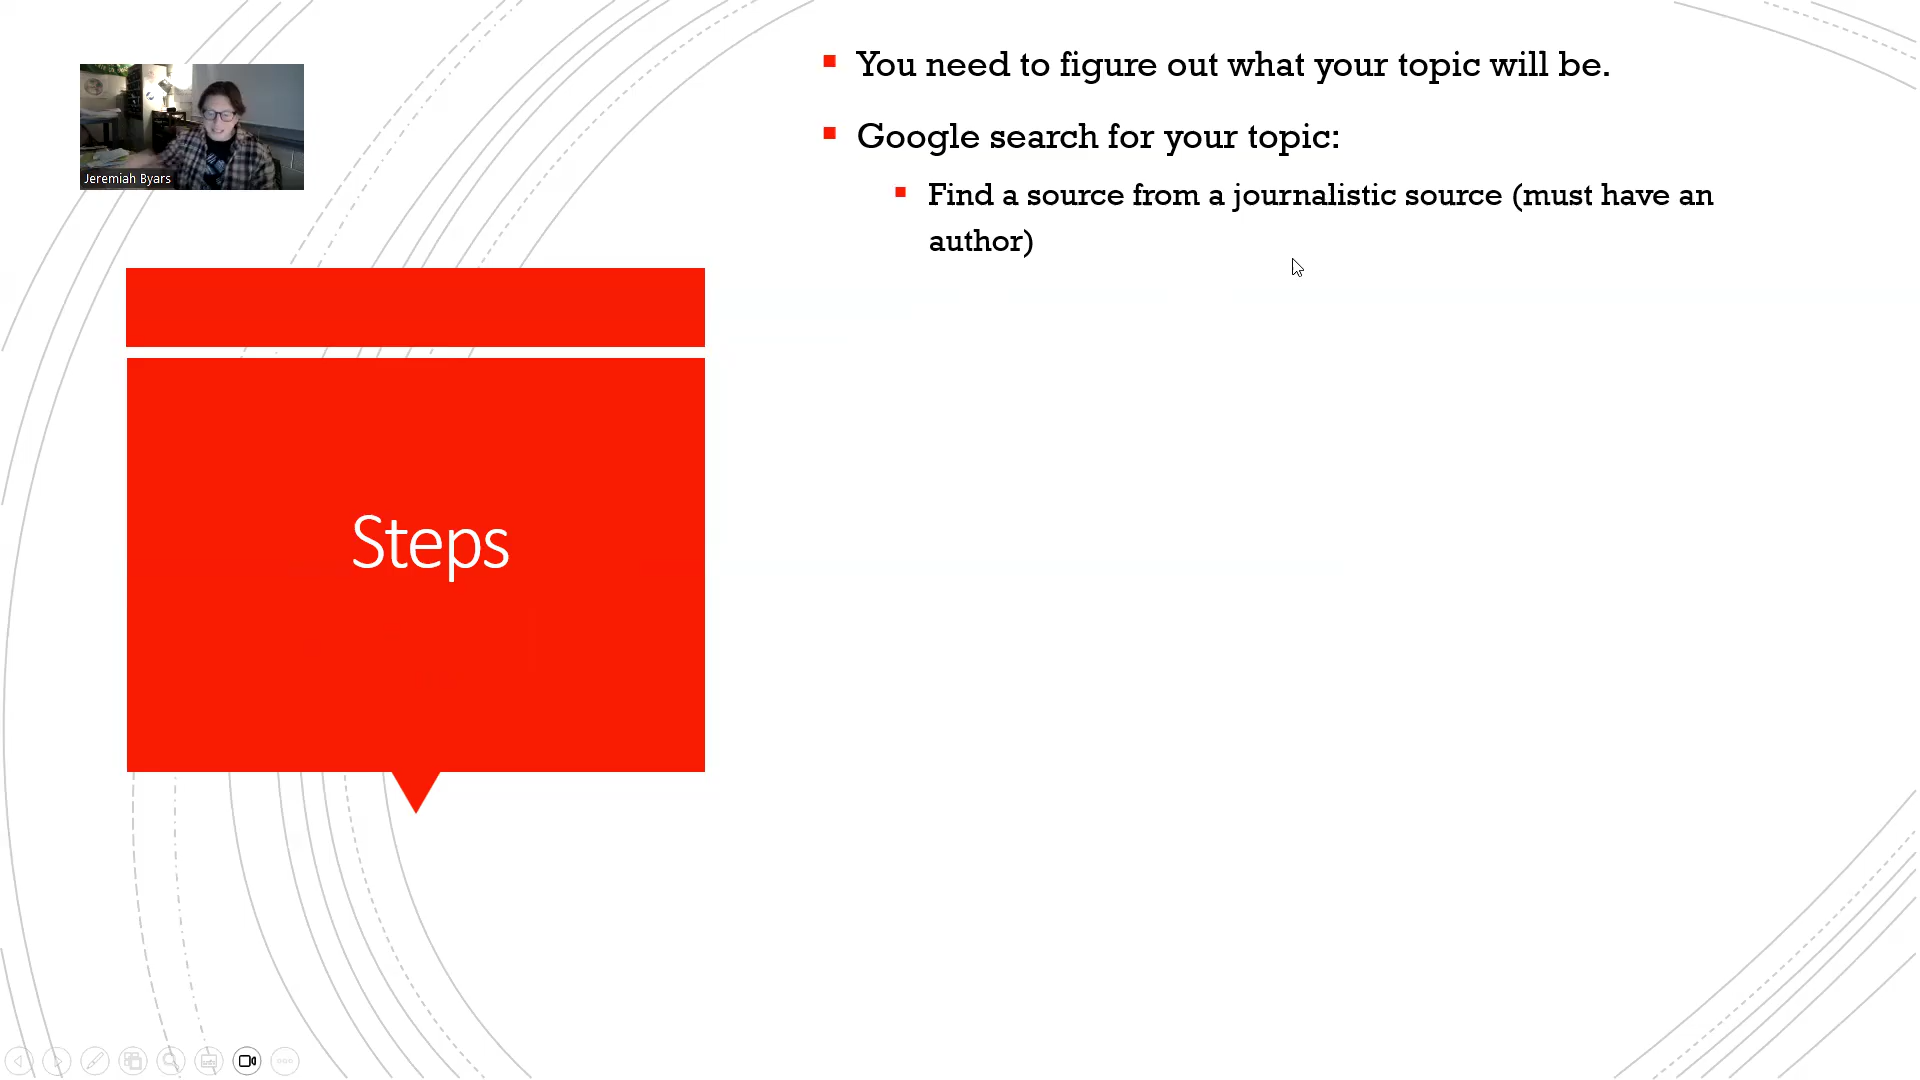 You need to figure out what your topic will be.
Google search for your topic:
Find a source from a journalistic source (must have an
author)
Jeremiah Byars
Steps